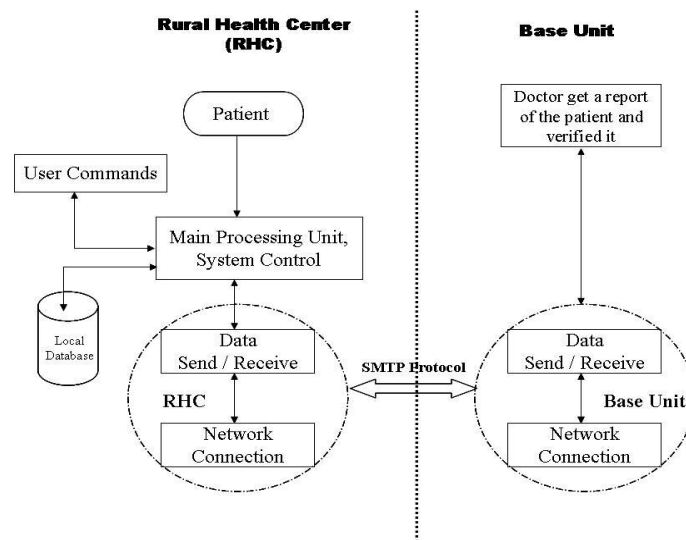 Rural Health Center
(RHC)
Base Unit
Patient
Doctor get a report
of the patient and
verified it
User Commands
Main Processing Unit,
System Control
Local
Database
Data
Send / Receive
RHC
Network
Connection
SMTP Protocol
Data
Send / Receive
Base Unit
Network
Connection